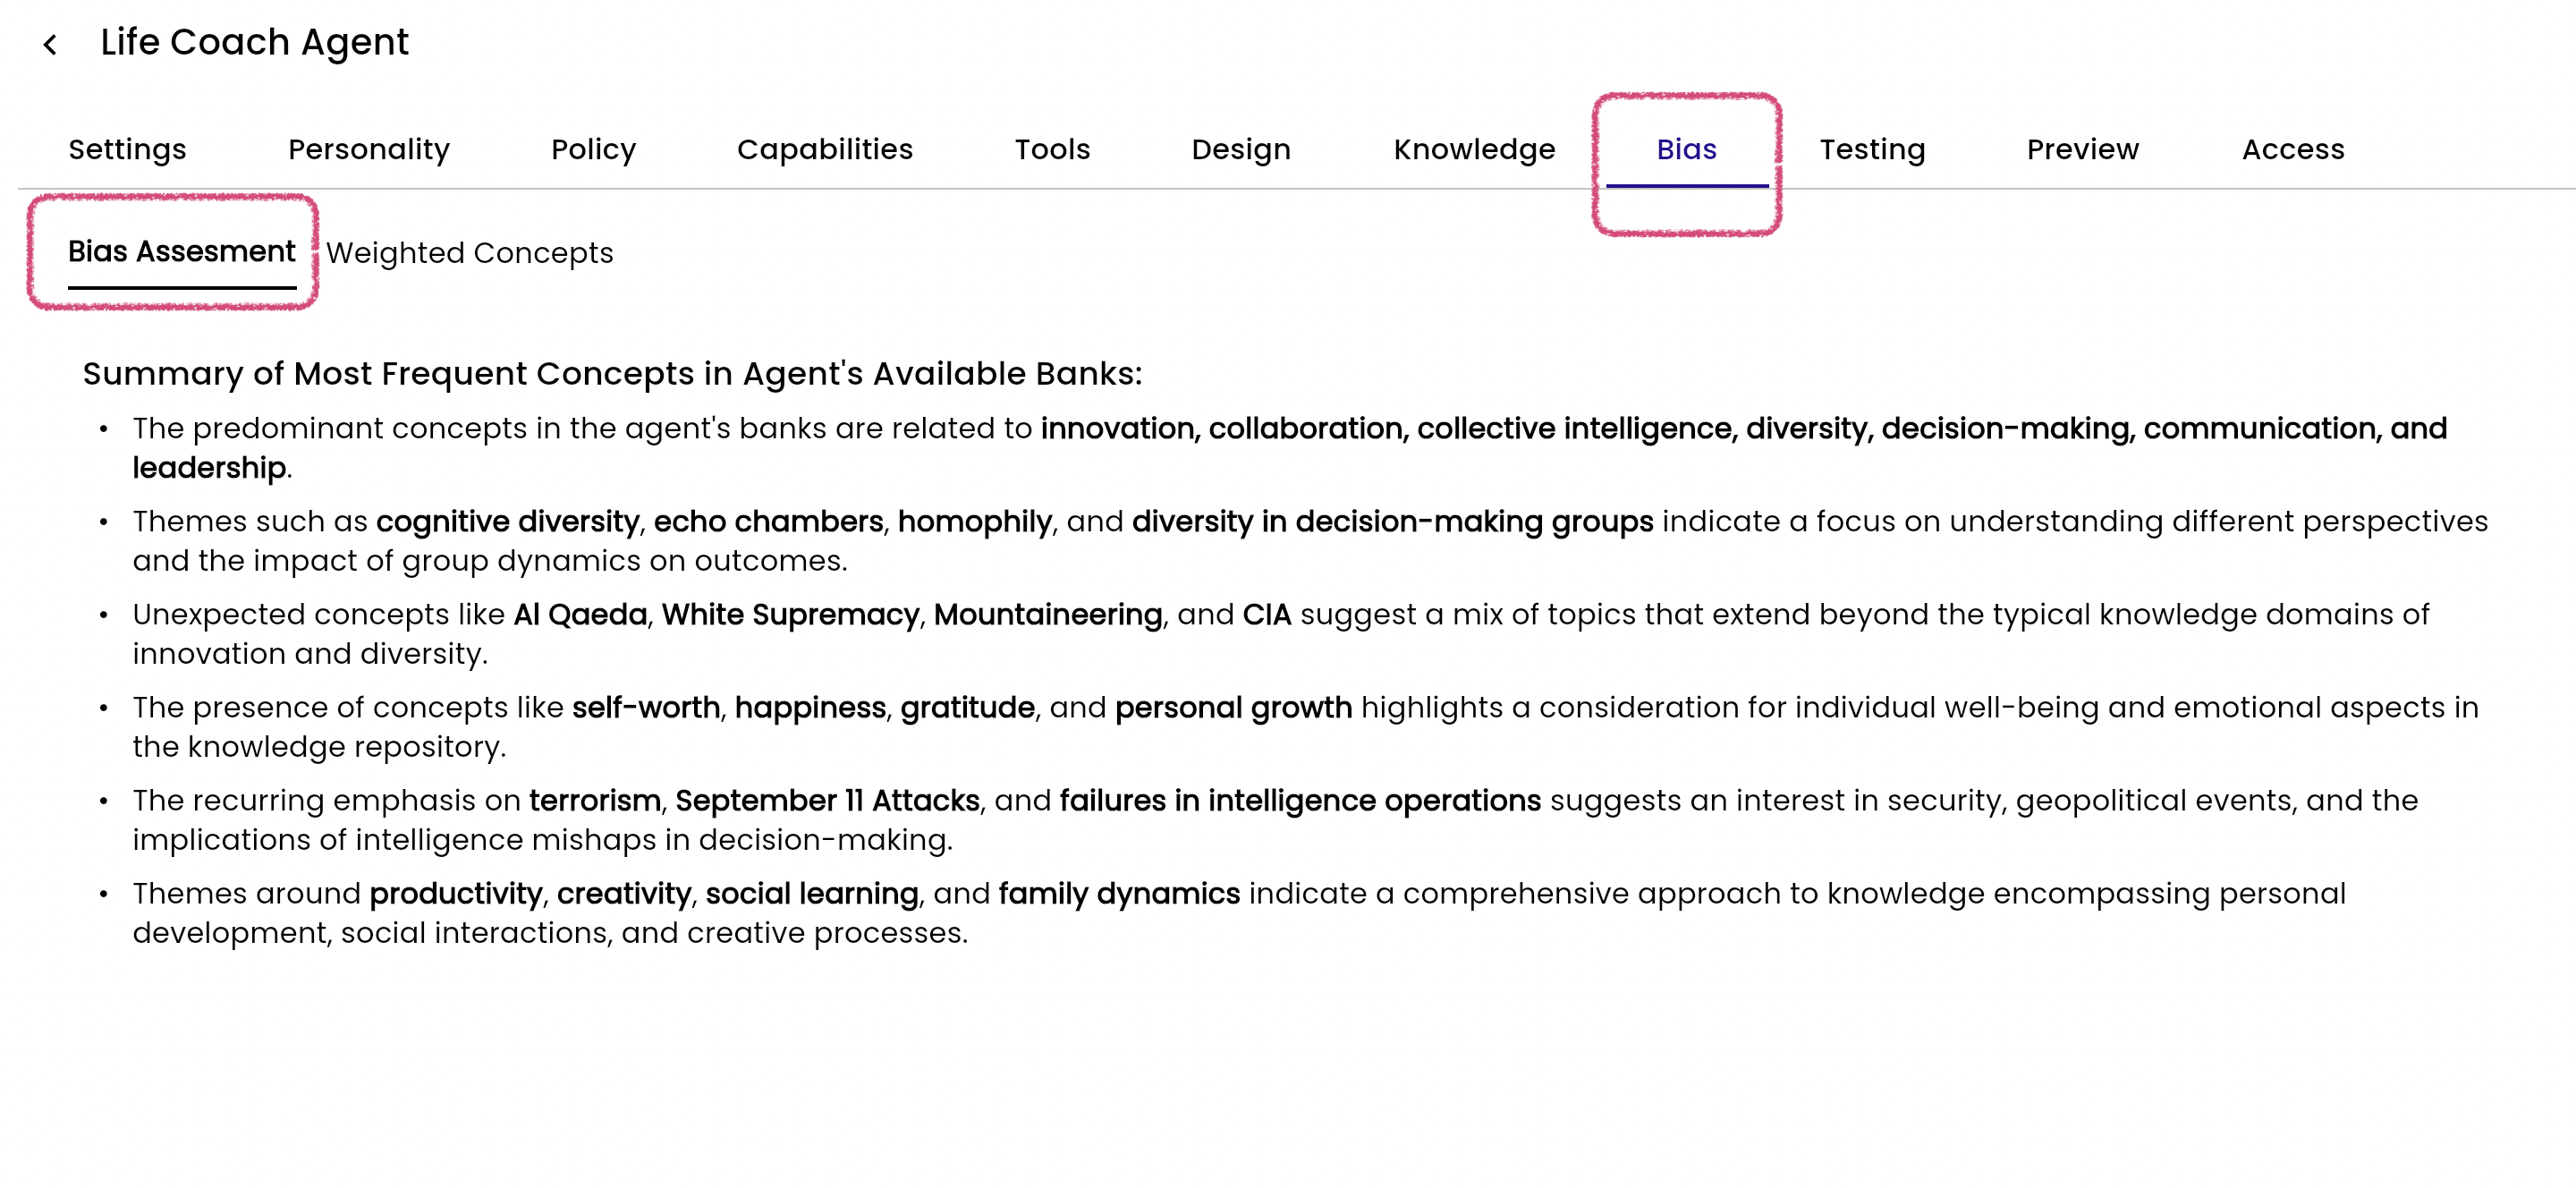 Life Coach Agent
Settings Personality Policy Capabilities Tools Design Knowledge Bias Testing Preview Access
Bias Assesment Weighted Concepts
Summary of Most Frequent Concepts in Agent's Available Banks:
• The predominant concepts in the agent's banks are related to innovation, collaboration, collective intelligence, diversity, decision-making, communication, and
leadership.
• Themes such as cognitive diversity, echo chambers, homophily, and diversity in decision-making groups indicate a focus on understanding different perspectives
and the impact of group dynamics on outcomes.
• Unexpected concepts like Al Qaeda, White Supremacy, Mountaineering, and CIA suggest a mix of topics that extend beyond the typical knowledge domains of
innovation and diversity.
• The presence of concepts like self-worth, happiness, gratitude, and personal growth highlights a consideration for individual well-being and emotional aspects in
the knowledge repository.
• The recurring emphasis on terrorism, September 11 Attacks, and failures in intelligence operations suggests an interest in security, geopolitical events, and the
implications of intelligence mishaps in decision-making.
• Themes around productivity, creativity, social learning, and family dynamics indicate a comprehensive approach to knowledge encompassing personal
development, social interactions, and creative processes.